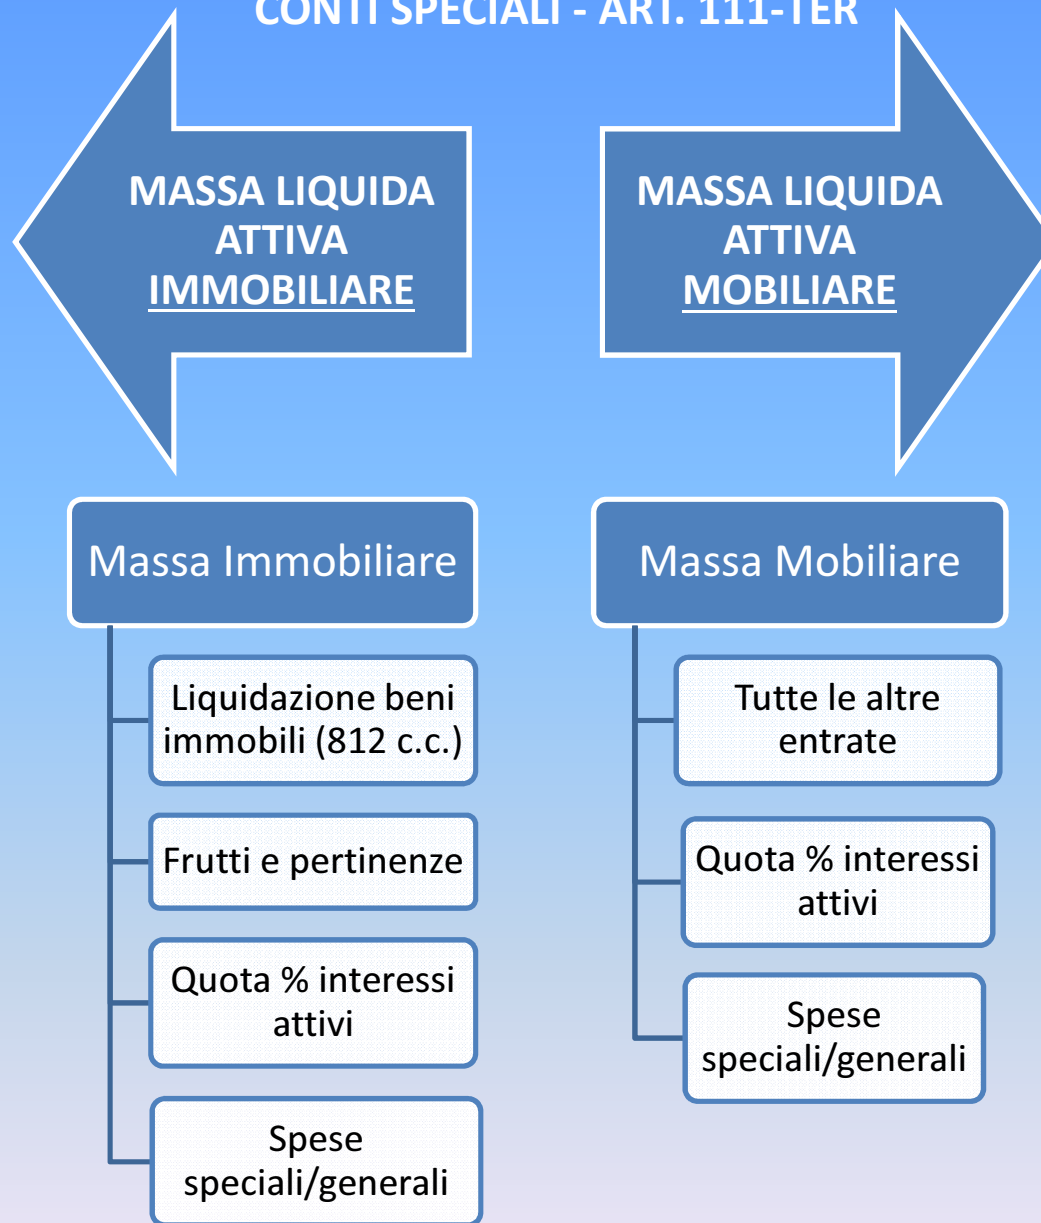 CONTI SPECIALI - ART. 111-TER
MASSA LIQUIDA
ATTIVA
IMMOBILIARE
MASSA LIQUIDA
ATTIVA
MOBILIARE
Massa Immobiliare
Liquidazione beni
immobili (812 c.c.)
Frutti e pertinenze
Quota % interessi
attivi
Spese
speciali/generali
Massa Mobiliare
Tutte le altre
entrate
Quota % interessi
attivi
Spese
speciali/generali